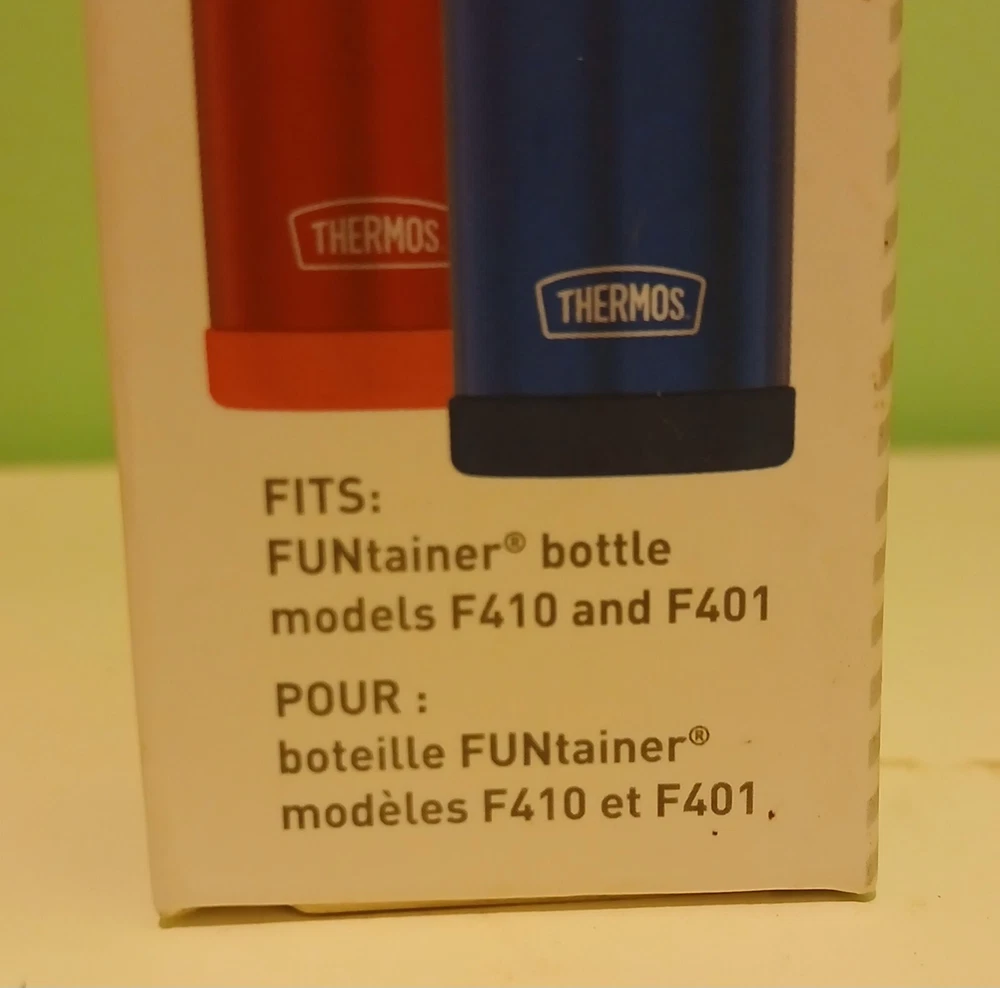 THERMOS
THERMOS
FITS:
FUNtainer® bottle
models F410 and F401
POUR :
boteille FUNtainer®
modèles F410 et F401